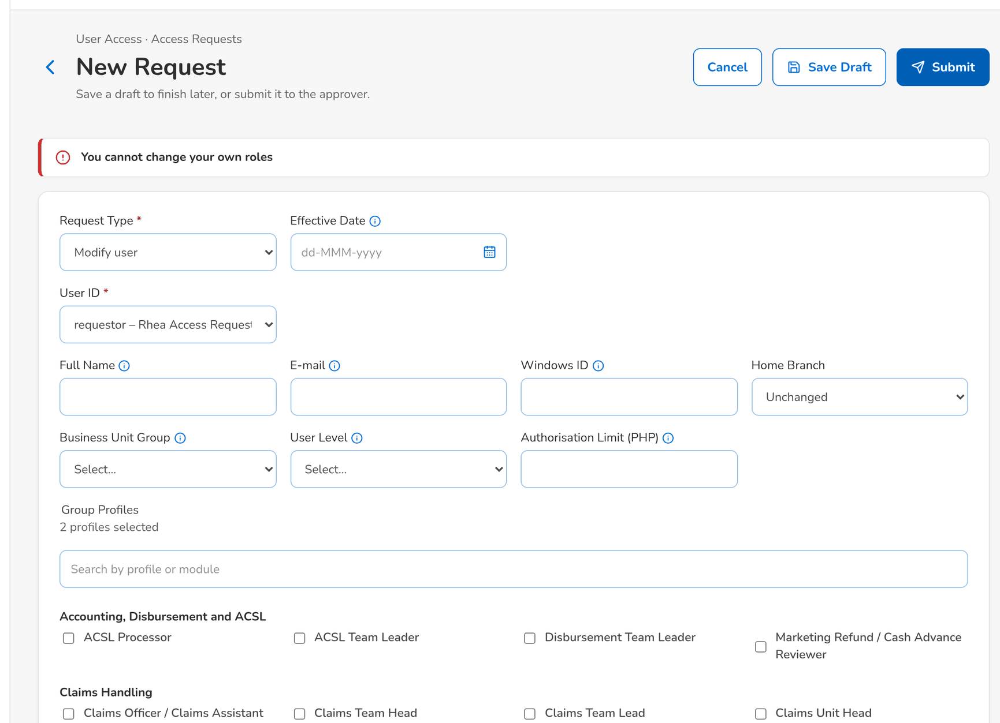 User Access · Access Requests
New Request
Save a draft to finish later, or submit it to the approver.
Cancel
Save Draft
Submit
You cannot change your own roles
Request Type *
Effective Date
Modify user
dd-MMM-yyyy
User ID *
requestor – Rhea Access Request
Full Name
E-mail
Windows ID
Home Branch
Unchanged
Business Unit Group
User Level
Authorisation Limit (PHP)
Select...
Select...
Group Profiles
2 profiles selected
Search by profile or module
Accounting, Disbursement and ACSL
ACSL Processor
ACSL Team Leader
Disbursement Team Leader
Marketing Refund / Cash Advance
Reviewer
Claims Handling
Claims Officer / Claims Assistant
Claims Team Head
Claims Team Lead
Claims Unit Head